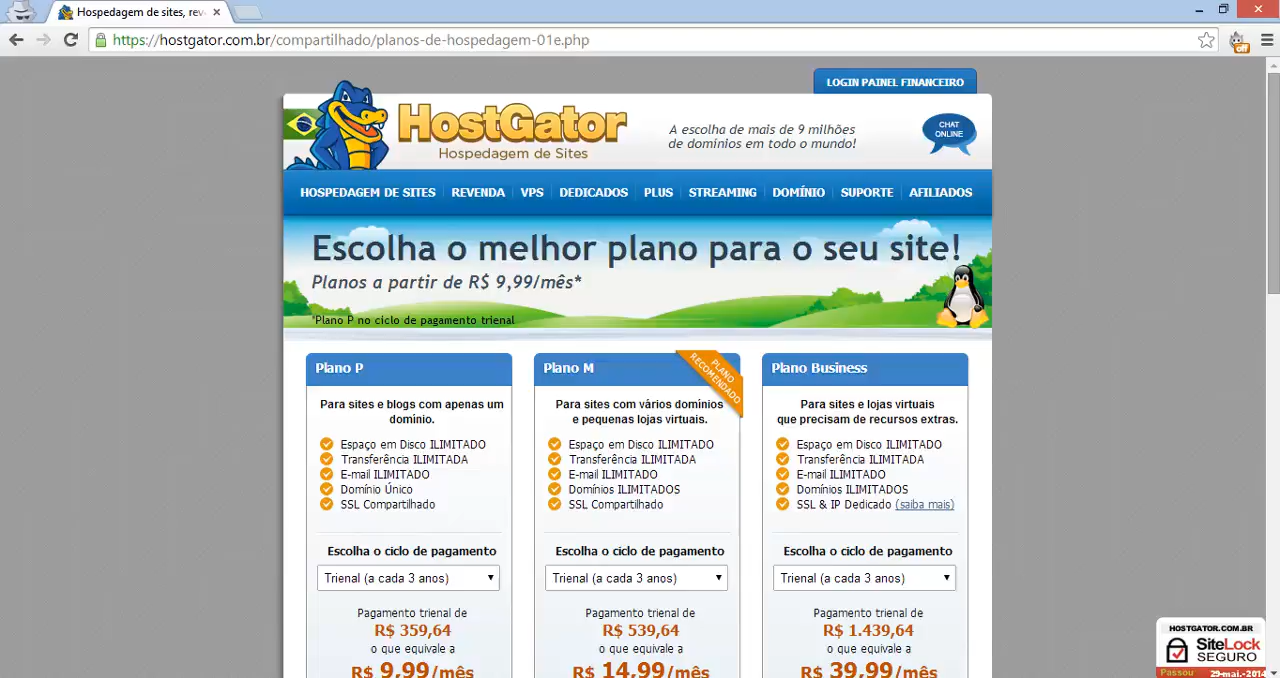 Hospedagem de sites, rev
https://hostgator.com.br/compartilhado/planos-de-hospedagem-01e.php
off
LOGIN PAINEL FINANCEIRO
HostGator
Hospedagem de Sites
A escolha de mais de 9 milhões
de domínios em todo o mundo!
CHAT
ONLINE
HOSPEDAGEM DE SITES REVENDA VPS DEDICADOS PLUS STREAMING DOMÍNIO SUPORTE AFILIADOS
Escolha o melhor plano para o seu site!
Planos a partir de R$ 9,99/mês*
*Plano P no ciclo de pagamento trienal
Plano P
Para sites e blogs com apenas um
domínio.
Espaço em Disco ILIMITADO
Transferência ILIMITADA
E-mail ILIMITADO
Domínio Único
SSL Compartilhado
Escolha o ciclo de pagamento
Trienal (a cada 3 anos)
Pagamento trienal de
R$ 359,64
o que equivale a
R$ 9,99/mês
Plano M
PLANO
RECOMENDADO
Para sites com vários domínios
e pequenas lojas virtuais.
Espaço em Disco ILIMITADO
Transferência ILIMITADA
E-mail ILIMITADO
Domínios ILIMITADOS
SSL Compartilhado
Escolha o ciclo de pagamento
Trienal (a cada 3 anos)
Pagamento trienal de
R$ 539,64
o que equivale a
R$ 14,99/mês
Plano Business
Para sites e lojas virtuais
que precisam de recursos extras.
Espaço em Disco ILIMITADO
Transferência ILIMITADA
E-mail ILIMITADO
Domínios ILIMITADOS
SSL & IP Dedicado (saiba mais)
Escolha o ciclo de pagamento
Trienal (a cada 3 anos)
Pagamento trienal de
R$ 1.439,64
o que equivale a
R$ 39,99/mês
HOSTGATOR.COM.BR
SiteLock
SEGURO
Passou 29-mai.-2014